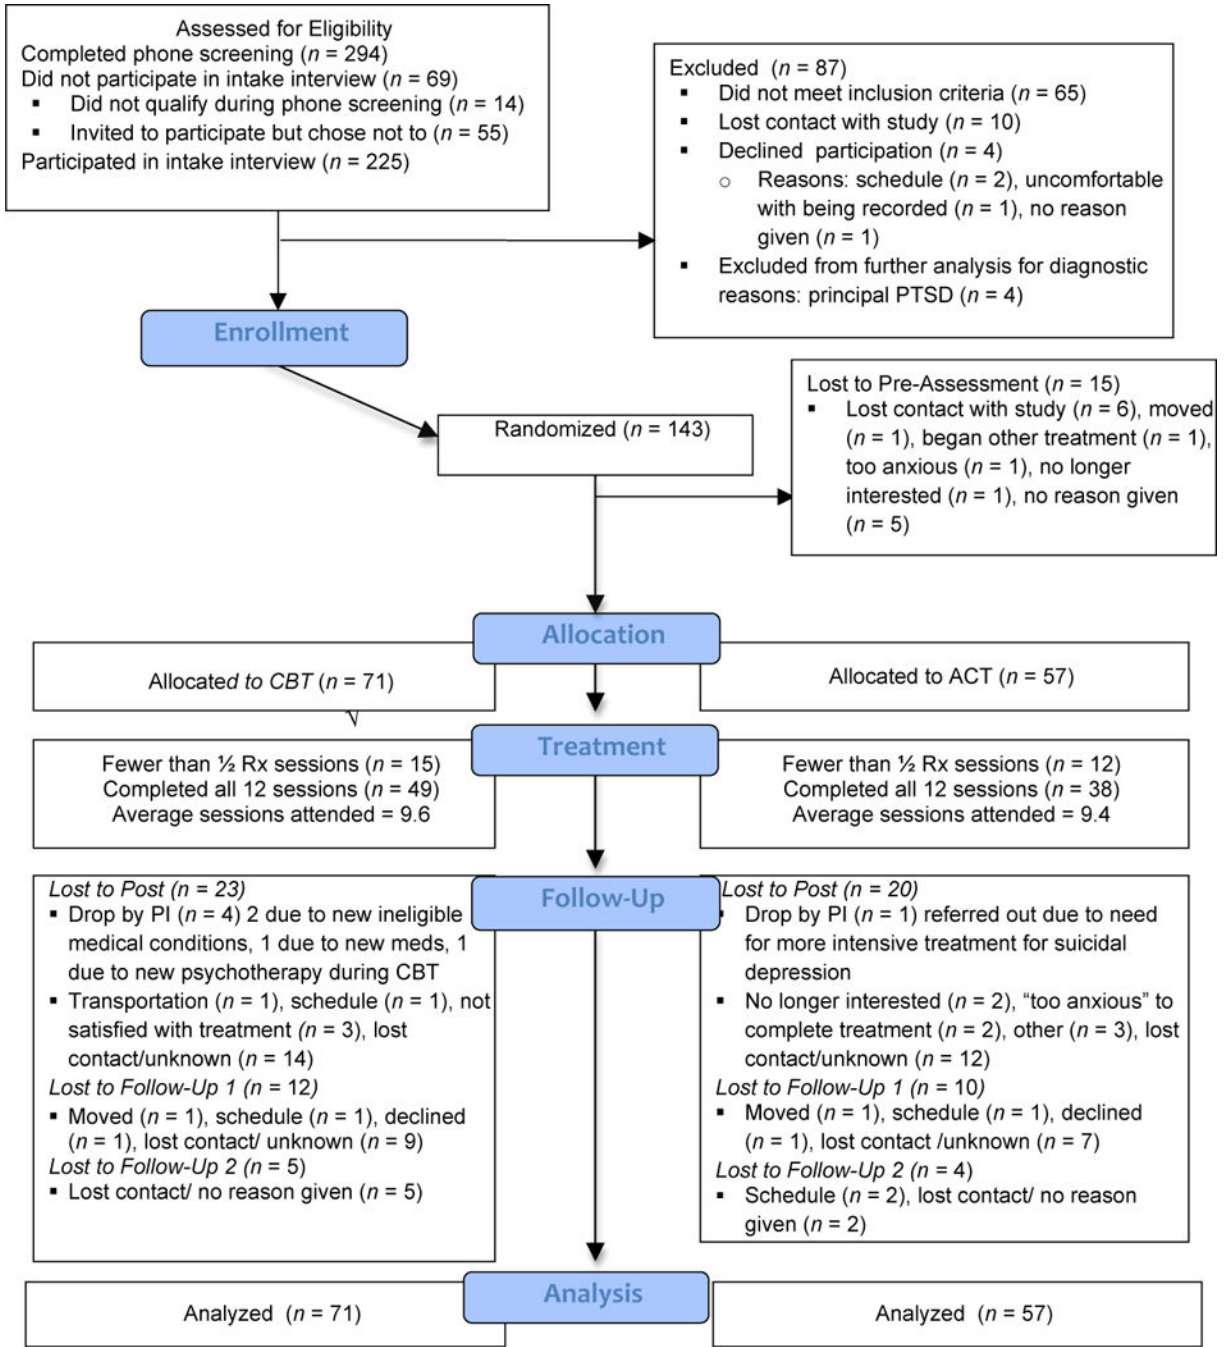 Assessed for Eligibility
Completed phone screening (n = 294)
Did not participate in intake interview (n = 69)
▪ Did not qualify during phone screening (n = 14)
▪ Invited to participate but chose not to (n = 55)
Participated in intake interview (n = 225)
Excluded (n = 87)
▪ Did not meet inclusion criteria (n = 65)
▪ Lost contact with study (n = 10)
▪ Declined participation (n = 4)
o Reasons: schedule (n = 2), uncomfortable
with being recorded (n = 1), no reason
given (n = 1)
▪ Excluded from further analysis for diagnostic
reasons: principal PTSD (n = 4)
Enrollment
Randomized (n = 143)
Lost to Pre-Assessment (n = 15)
▪ Lost contact with study (n = 6), moved
(n = 1), began other treatment (n = 1),
too anxious (n = 1), no longer
interested (n = 1), no reason given
(n = 5)
Allocation
Allocated to CBT (n = 71)
Allocated to ACT (n = 57)
√
Treatment
Fewer than ½ Rx sessions (n = 15)
Completed all 12 sessions (n = 49)
Average sessions attended = 9.6
Fewer than ½ Rx sessions (n = 12)
Completed all 12 sessions (n = 38)
Average sessions attended = 9.4
Follow-Up
Lost to Post (n = 23)
▪ Drop by PI (n = 4) 2 due to new ineligible
medical conditions, 1 due to new meds, 1
due to new psychotherapy during CBT
▪ Transportation (n = 1), schedule (n = 1), not
satisfied with treatment (n = 3), lost
contact/unknown (n = 14)
Lost to Follow-Up 1 (n = 12)
▪ Moved (n = 1), schedule (n = 1), declined
(n = 1), lost contact/ unknown (n = 9)
Lost to Follow-Up 2 (n = 5)
▪ Lost contact/ no reason given (n = 5)
Lost to Post (n = 20)
▪ Drop by PI (n = 1) referred out due to need
for more intensive treatment for suicidal
depression
▪ No longer interested (n = 2), “too anxious” to
complete treatment (n = 2), other (n = 3), lost
contact/unknown (n = 12)
Lost to Follow-Up 1 (n = 10)
▪ Moved (n = 1), schedule (n = 1), declined
(n = 1), lost contact /unknown (n = 7)
Lost to Follow-Up 2 (n = 4)
▪ Schedule (n = 2), lost contact/ no reason
given (n = 2)
Analysis
Analyzed (n = 71)
Analyzed (n = 57)